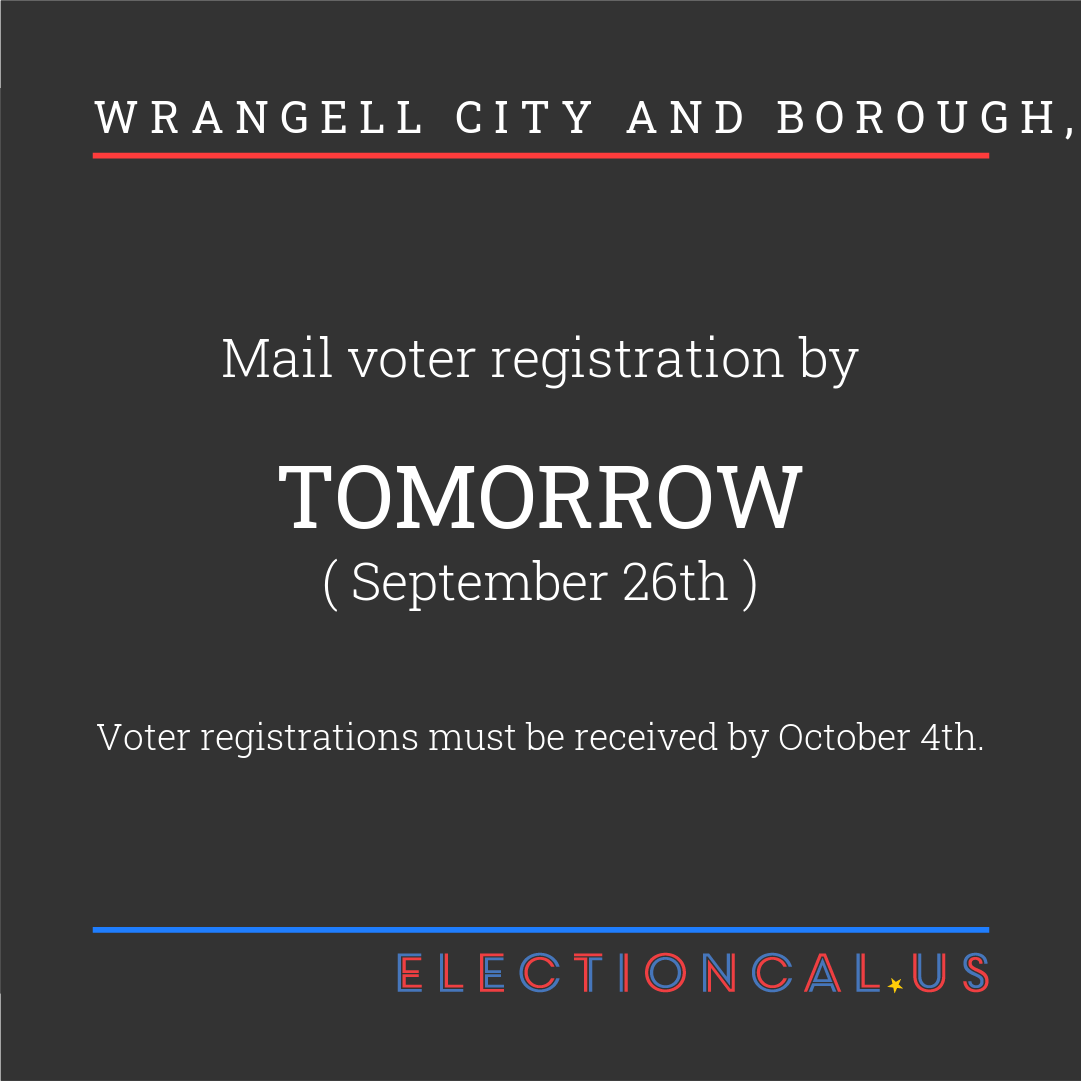 WRANGELL CITY AND BOROUGH,
Mail voter registration by
TOMORROW
( September 26th )
Voter registrations must be received by October 4th.
ELECTIONCAL.US